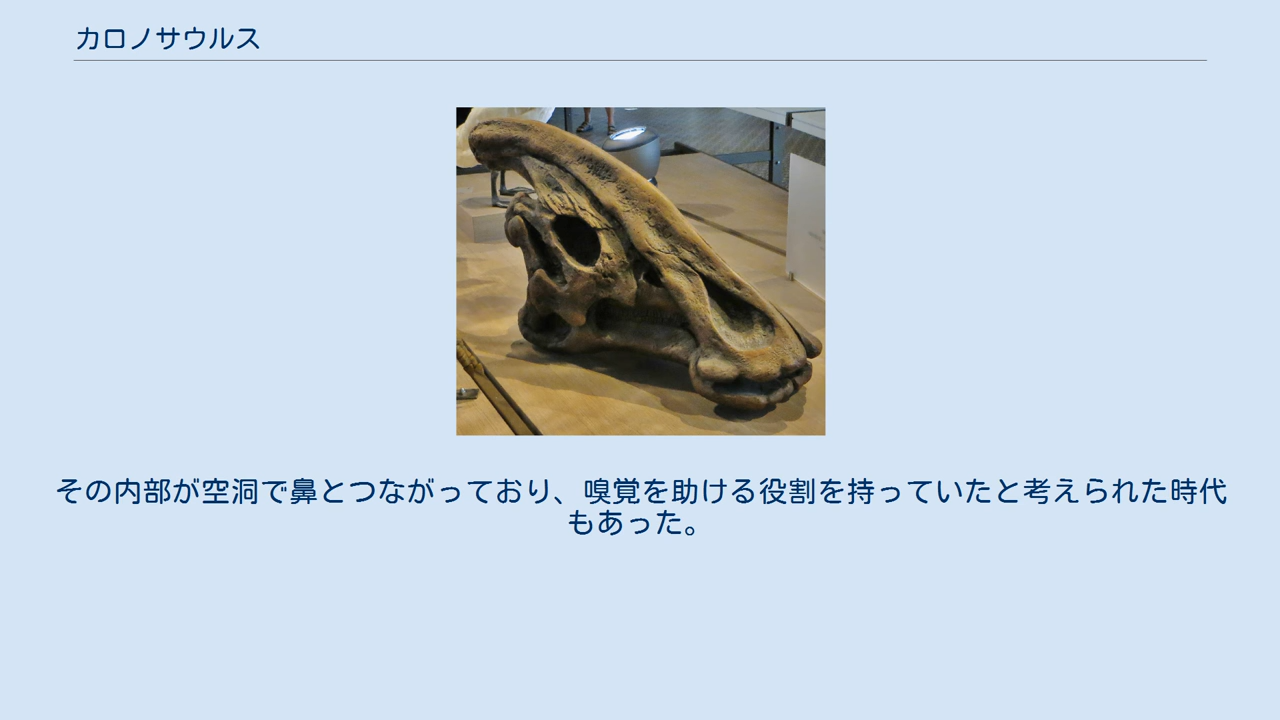 カロノサウルス
その内部が空洞で鼻とつながっており、嗅覚を助ける役割を持っていたと考えられた時代
もあった。